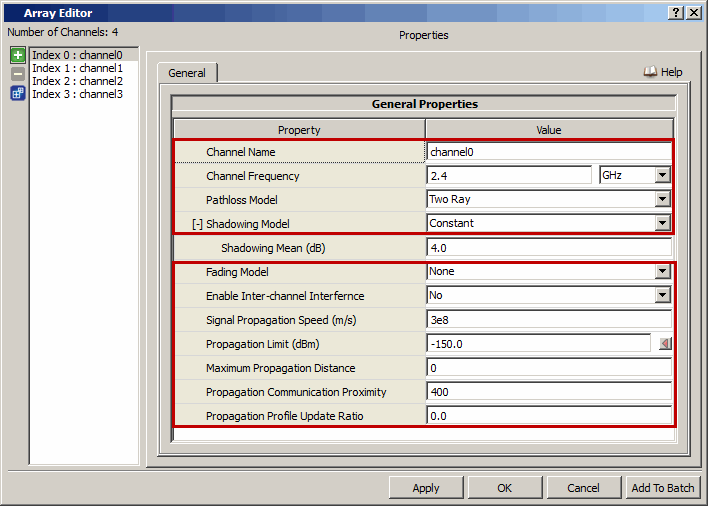 Array Editor
Number of Channels: 4
Properties
Index 0 : channel0
Index 1 : channel1
Index 2 : channel2
Index 3 : channel3
General
Help
General Properties
Property Value
Channel Name channel0
Channel Frequency 2.4 GHz
Pathloss Model Two Ray
[-] Shadowing Model Constant
Shadowing Mean (dB) 4.0
Fading Model None
Enable Inter-channel Interfernce No
Signal Propagation Speed (m/s) 3e8
Propagation Limit (dBm) -150.0
Maximum Propagation Distance 0
Propagation Communication Proximity 400
Propagation Profile Update Ratio 0.0
Apply OK Cancel Add To Batch